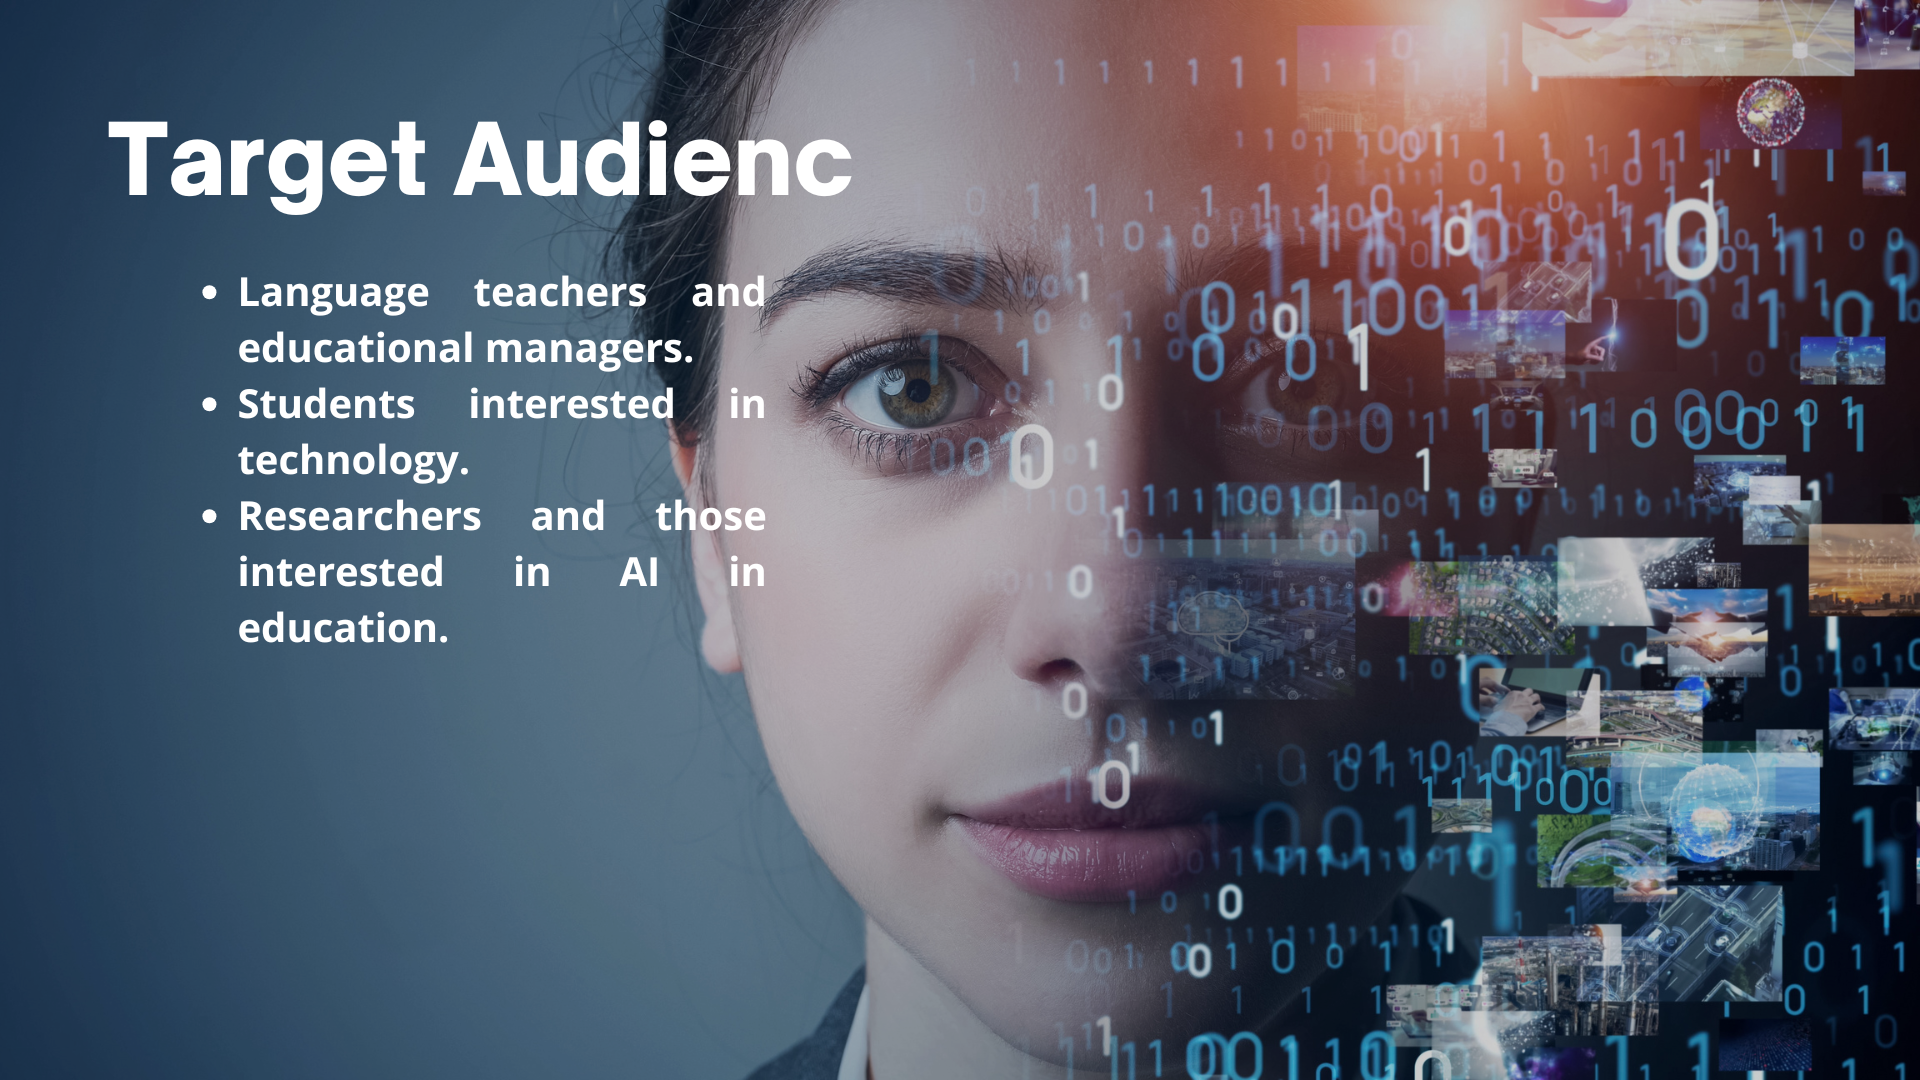 Target Audienc
• Language teachers and
educational managers.
• Students interested in
technology.
• Researchers and those
interested in AI in
education.